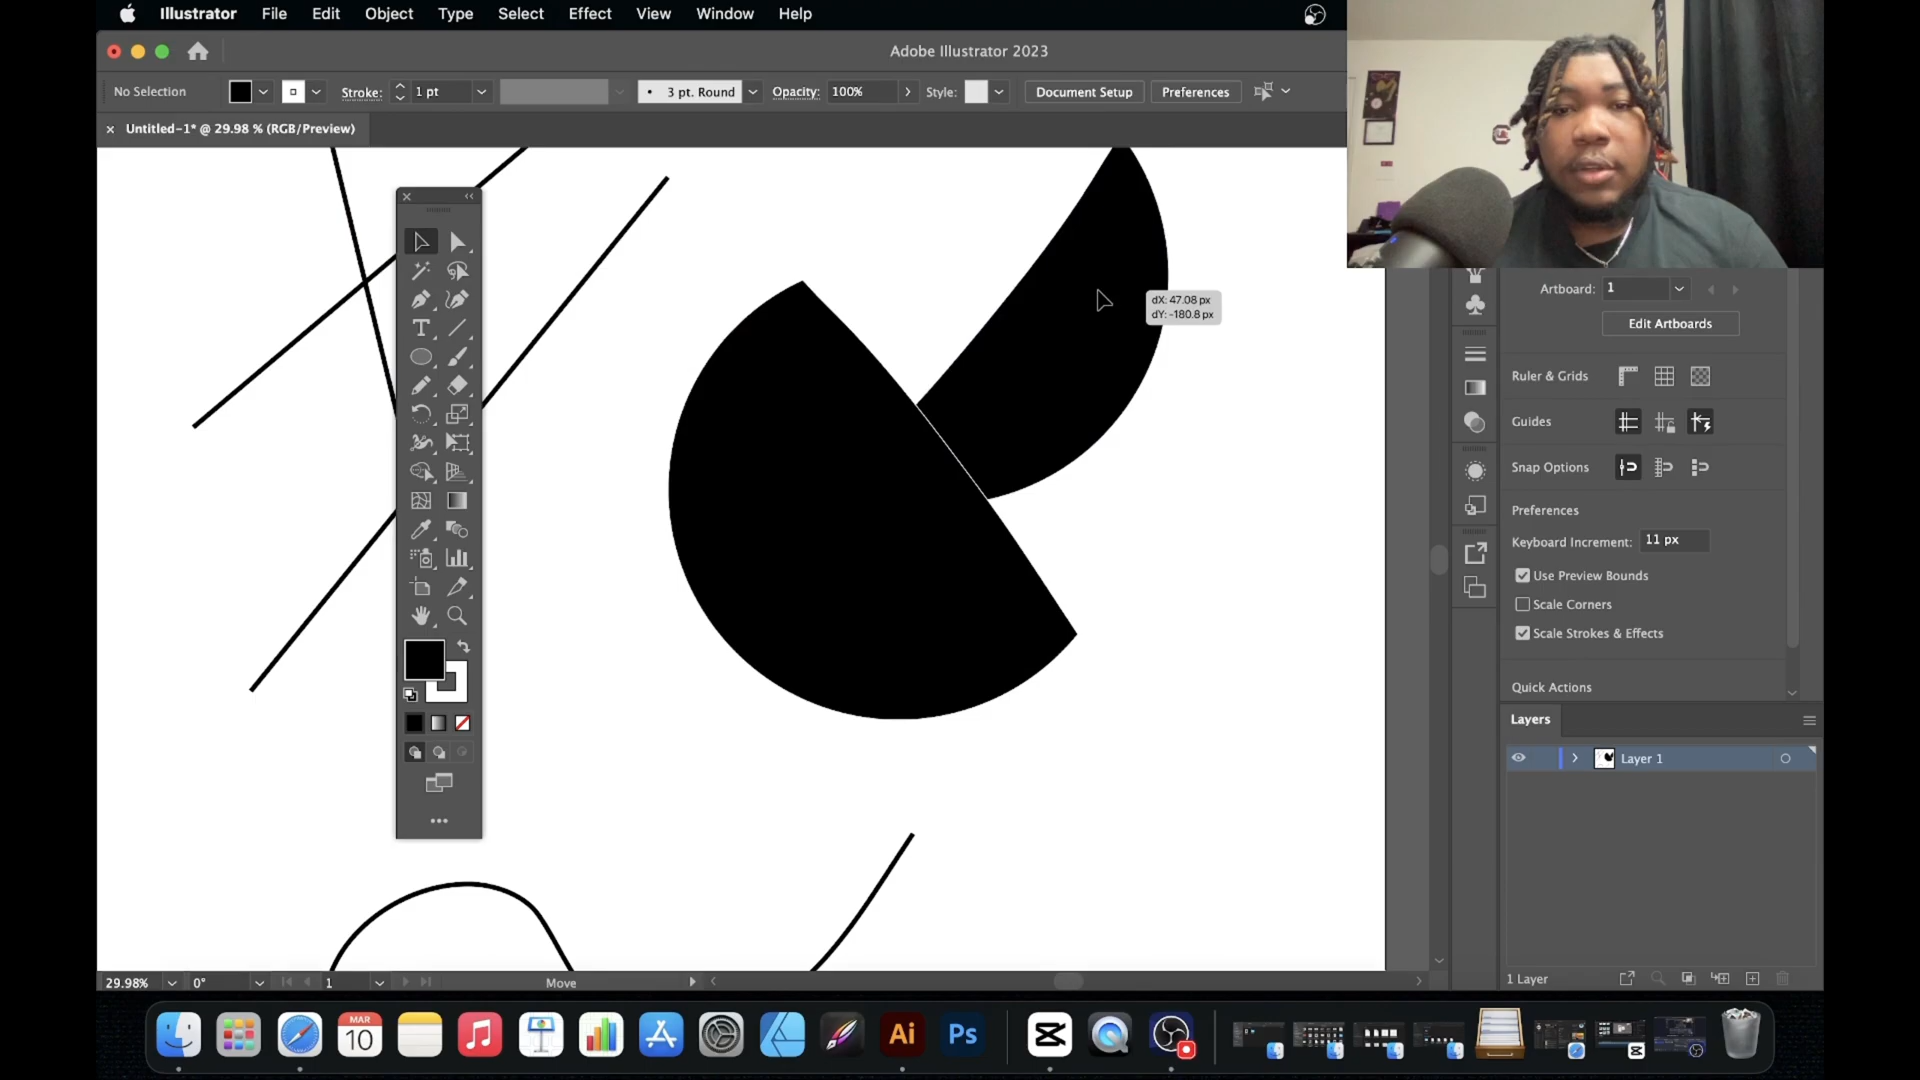 Illustrator File Edit Object Type Select Effect View Window Help
Adobe Illustrator 2023
No Selection Stroke: 1 pt 3 pt. Round Opacity: 100% Style: Document Setup Preferences
Untitled-1* @ 29.98 % (RGB/Preview)
dX: 47.08 px
dY: -180.8 px
Artboard: 1
Edit Artboards
Ruler & Grids
Guides
Snap Options
Preferences
Keyboard Increment: 11 px
Use Preview Bounds
Scale Corners
Scale Strokes & Effects
Quick Actions
Layers
Layer 1
1 Layer
29.98% 0° 1 Move
MAR
10
Ai Ps